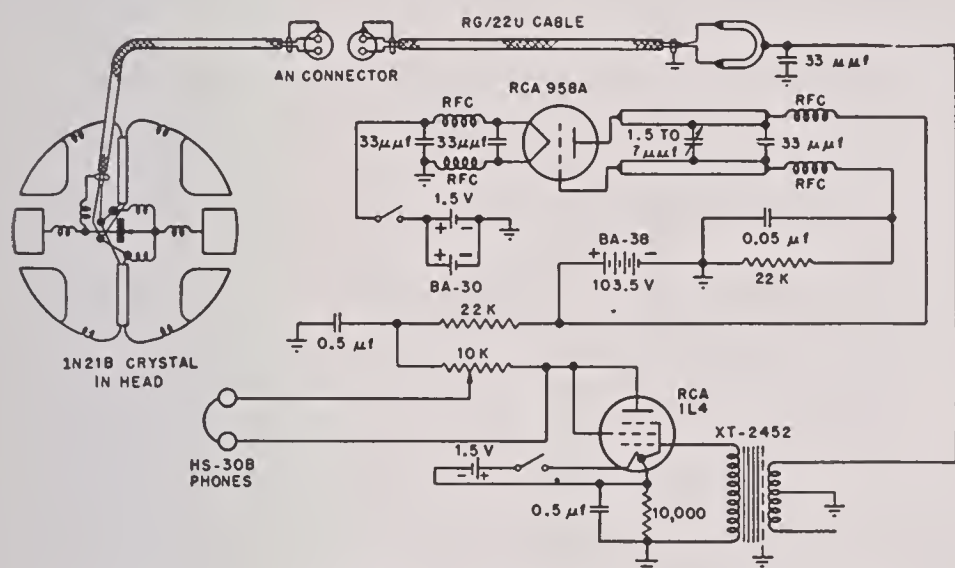 RG/22U CABLE
AN CONNECTOR
33 μμf
RCA 958A
RFC
RFC
33μμf
33μμf
1.5 TO
7μμf
33 μμf
RFC
RFC
1.5 V
+ -
+ -
BA-30
0.05 μf
BA-38
+ -
103.5 V
22 K
22 K
0.5 μf
10K
1N21B CRYSTAL
IN HEAD
RCA
1L4
XT-2452
HS-30B
PHONES
1.5 V
- +
0.5 μf
10,000